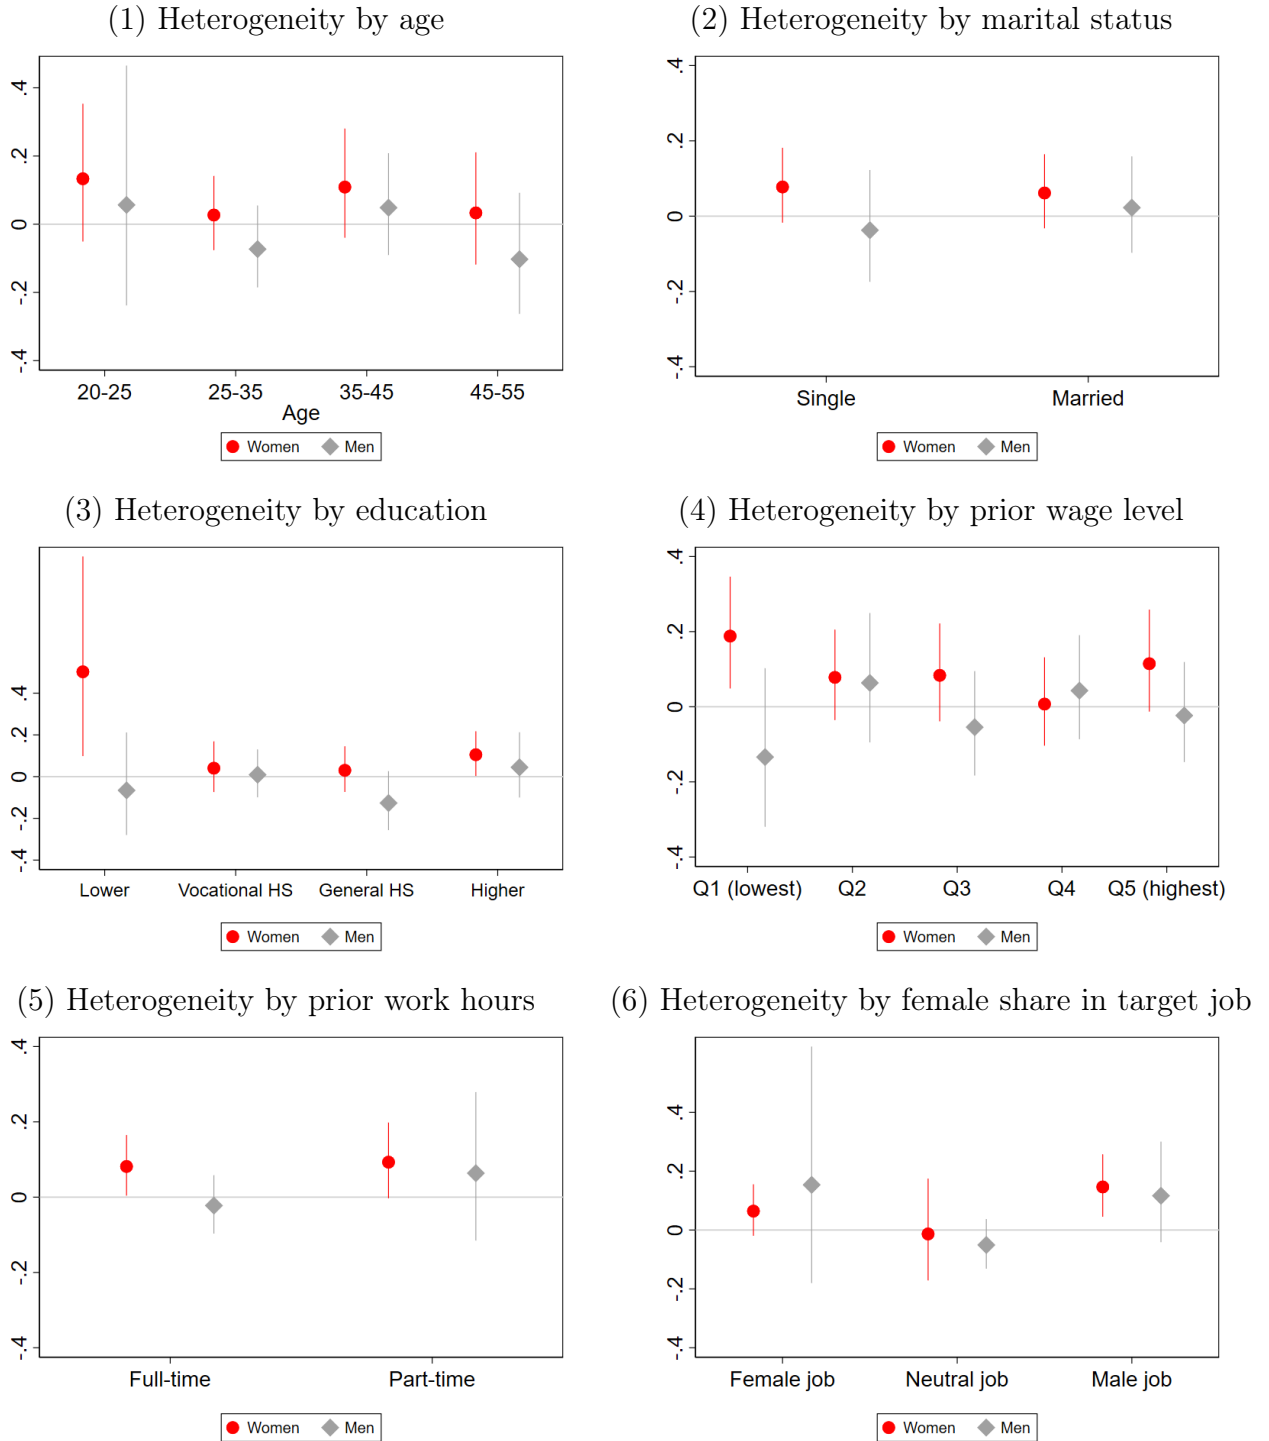 (1) Heterogeneity by age
.4
.2
0
-.2
-.4
20-25 25-35 35-45 45-55
Age
Women Men
(2) Heterogeneity by marital status
.4
.2
0
-.2
-.4
Single Married
Women Men
(3) Heterogeneity by education
.4
.2
0
-.2
-.4
Lower Vocational HS General HS Higher
Women Men
(4) Heterogeneity by prior wage level
.4
.2
0
-.2
-.4
Q1 (lowest) Q2 Q3 Q4 Q5 (highest)
Women Men
(5) Heterogeneity by prior work hours
.4
.2
0
-.2
-.4
Full-time Part-time
Women Men
(6) Heterogeneity by female share in target job
.4
.2
0
-.2
-.4
Female job Neutral job Male job
Women Men